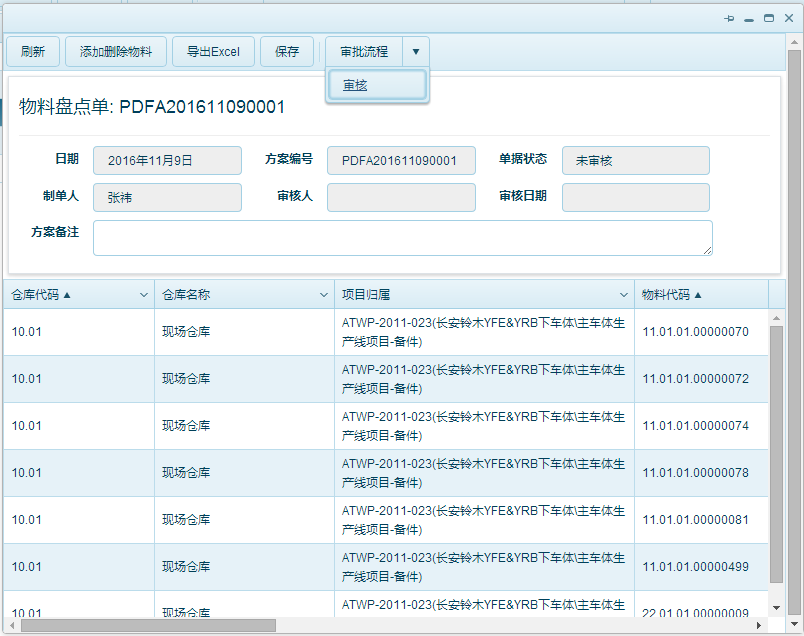 刷新 添加删除物料 导出Excel 保存 审批流程 ▼
审核
物料盘点单: PDFA201611090001
日期 2016年11月9日 方案编号 PDFA201611090001 单据状态 未审核
制单人 张祎 审核人 审核日期
方案备注
仓库代码▲ 仓库名称 项目归属 物料代码▲
10.01 现场仓库 ATWP-2011-023(长安铃木YFE&YRB下车体\主车体生
产线项目-备件) 11.01.01.00000070
10.01 现场仓库 ATWP-2011-023(长安铃木YFE&YRB下车体\主车体生
产线项目-备件) 11.01.01.00000072
10.01 现场仓库 ATWP-2011-023(长安铃木YFE&YRB下车体\主车体生
产线项目-备件) 11.01.01.00000074
10.01 现场仓库 ATWP-2011-023(长安铃木YFE&YRB下车体\主车体生
产线项目-备件) 11.01.01.00000078
10.01 现场仓库 ATWP-2011-023(长安铃木YFE&YRB下车体\主车体生
产线项目-备件) 11.01.01.00000081
10.01 现场仓库 ATWP-2011-023(长安铃木YFE&YRB下车体\主车体生
产线项目-备件) 11.01.01.00000499
10.01 现场仓库 ATWP-2011-023(长安铃木YFE&YRB下车体\主车体生
22.01.01.00000009